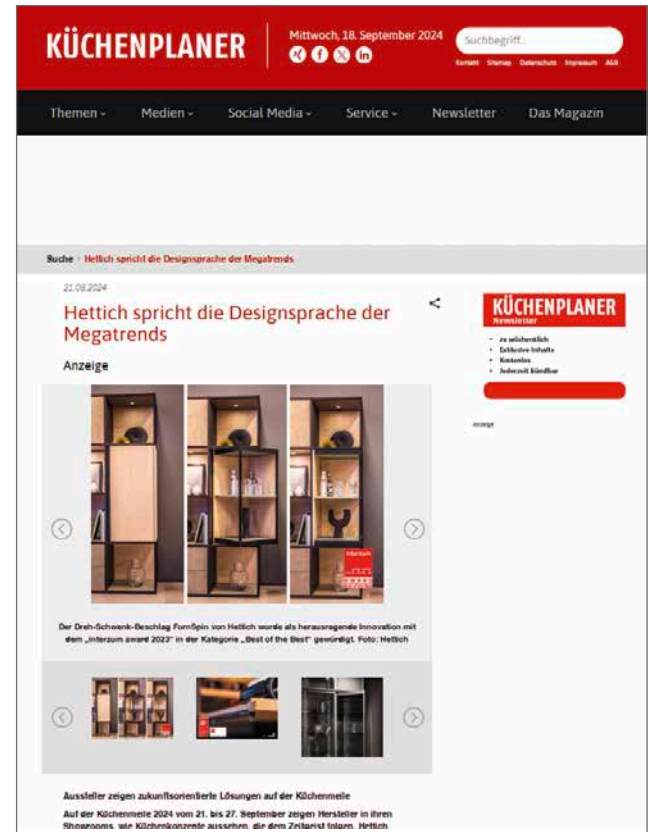 KÜCHENPLANER
Mittwoch, 18. September 2024
Suchbegriff..
Kontakt Sitemap Datenschutz Impressum AGB
Themen Medien Social Media Service Newsletter Das Magazin
Suche Hettich spricht die Designsprache der Megatrends
21.08.2024
Hettich spricht die Designsprache der
Megatrends
Anzeige
Der Dreh-Schwenk-Beschlag FurnSpin von Hettich wurde als herausragende Innovation mit
dem „interzum award 2023" in der Kategorie „Best of the Best" gewürdigt. Foto: Hettich
Aussteller zeigen zukunftsorientierte Lösungen auf der Küchenmeile
Auf der Küchenmeile 2024 vom 21. bis 27. September zeigen Hersteller in ihren
Showrooms, wie Küchenkonzepte aussehen, die dem Zeitgeist folgen. Hettich
KÜCHENPLANER
Newsletter
2x wöchentlich
Exklusive Inhalte
Kostenlos
Jederzeit kündbar
Anzeige